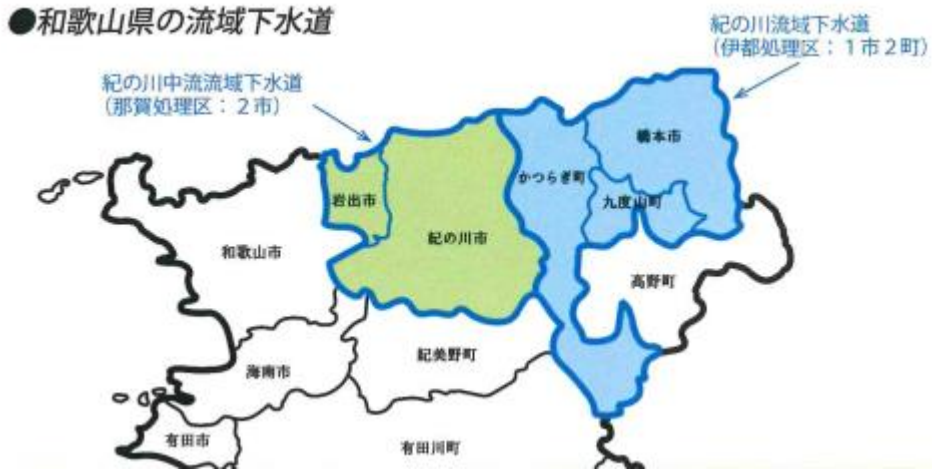 ●和歌山県の流域下水道
紀の川流域下水道
(伊都処理区：1市2町)
紀の川中流流域下水道
(那賀処理区：2市)
橋本市
かつらぎ町
岩出市
九度山町
紀の川市
和歌山市
高野町
紀美野町
海南市
有田市
有田川町